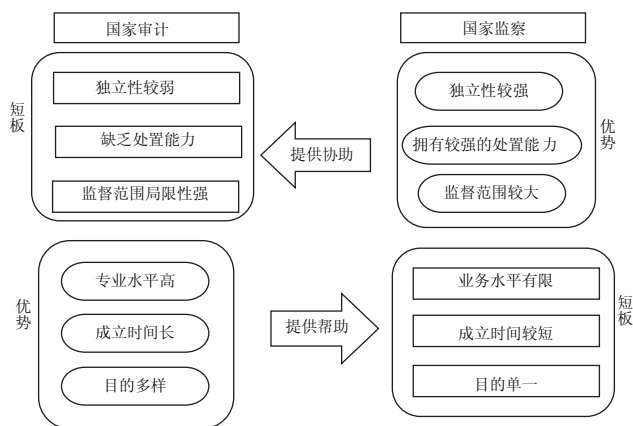 国家审计
国家监察
短板
独立性较弱
缺乏处置能力
监督范围局限性强
提供协助
独立性较强
拥有较强的处置能力
监督范围较大
优势
优势
专业水平高
成立时间长
目的多样
提供帮助
业务水平有限
成立时间较短
目的单一
短板